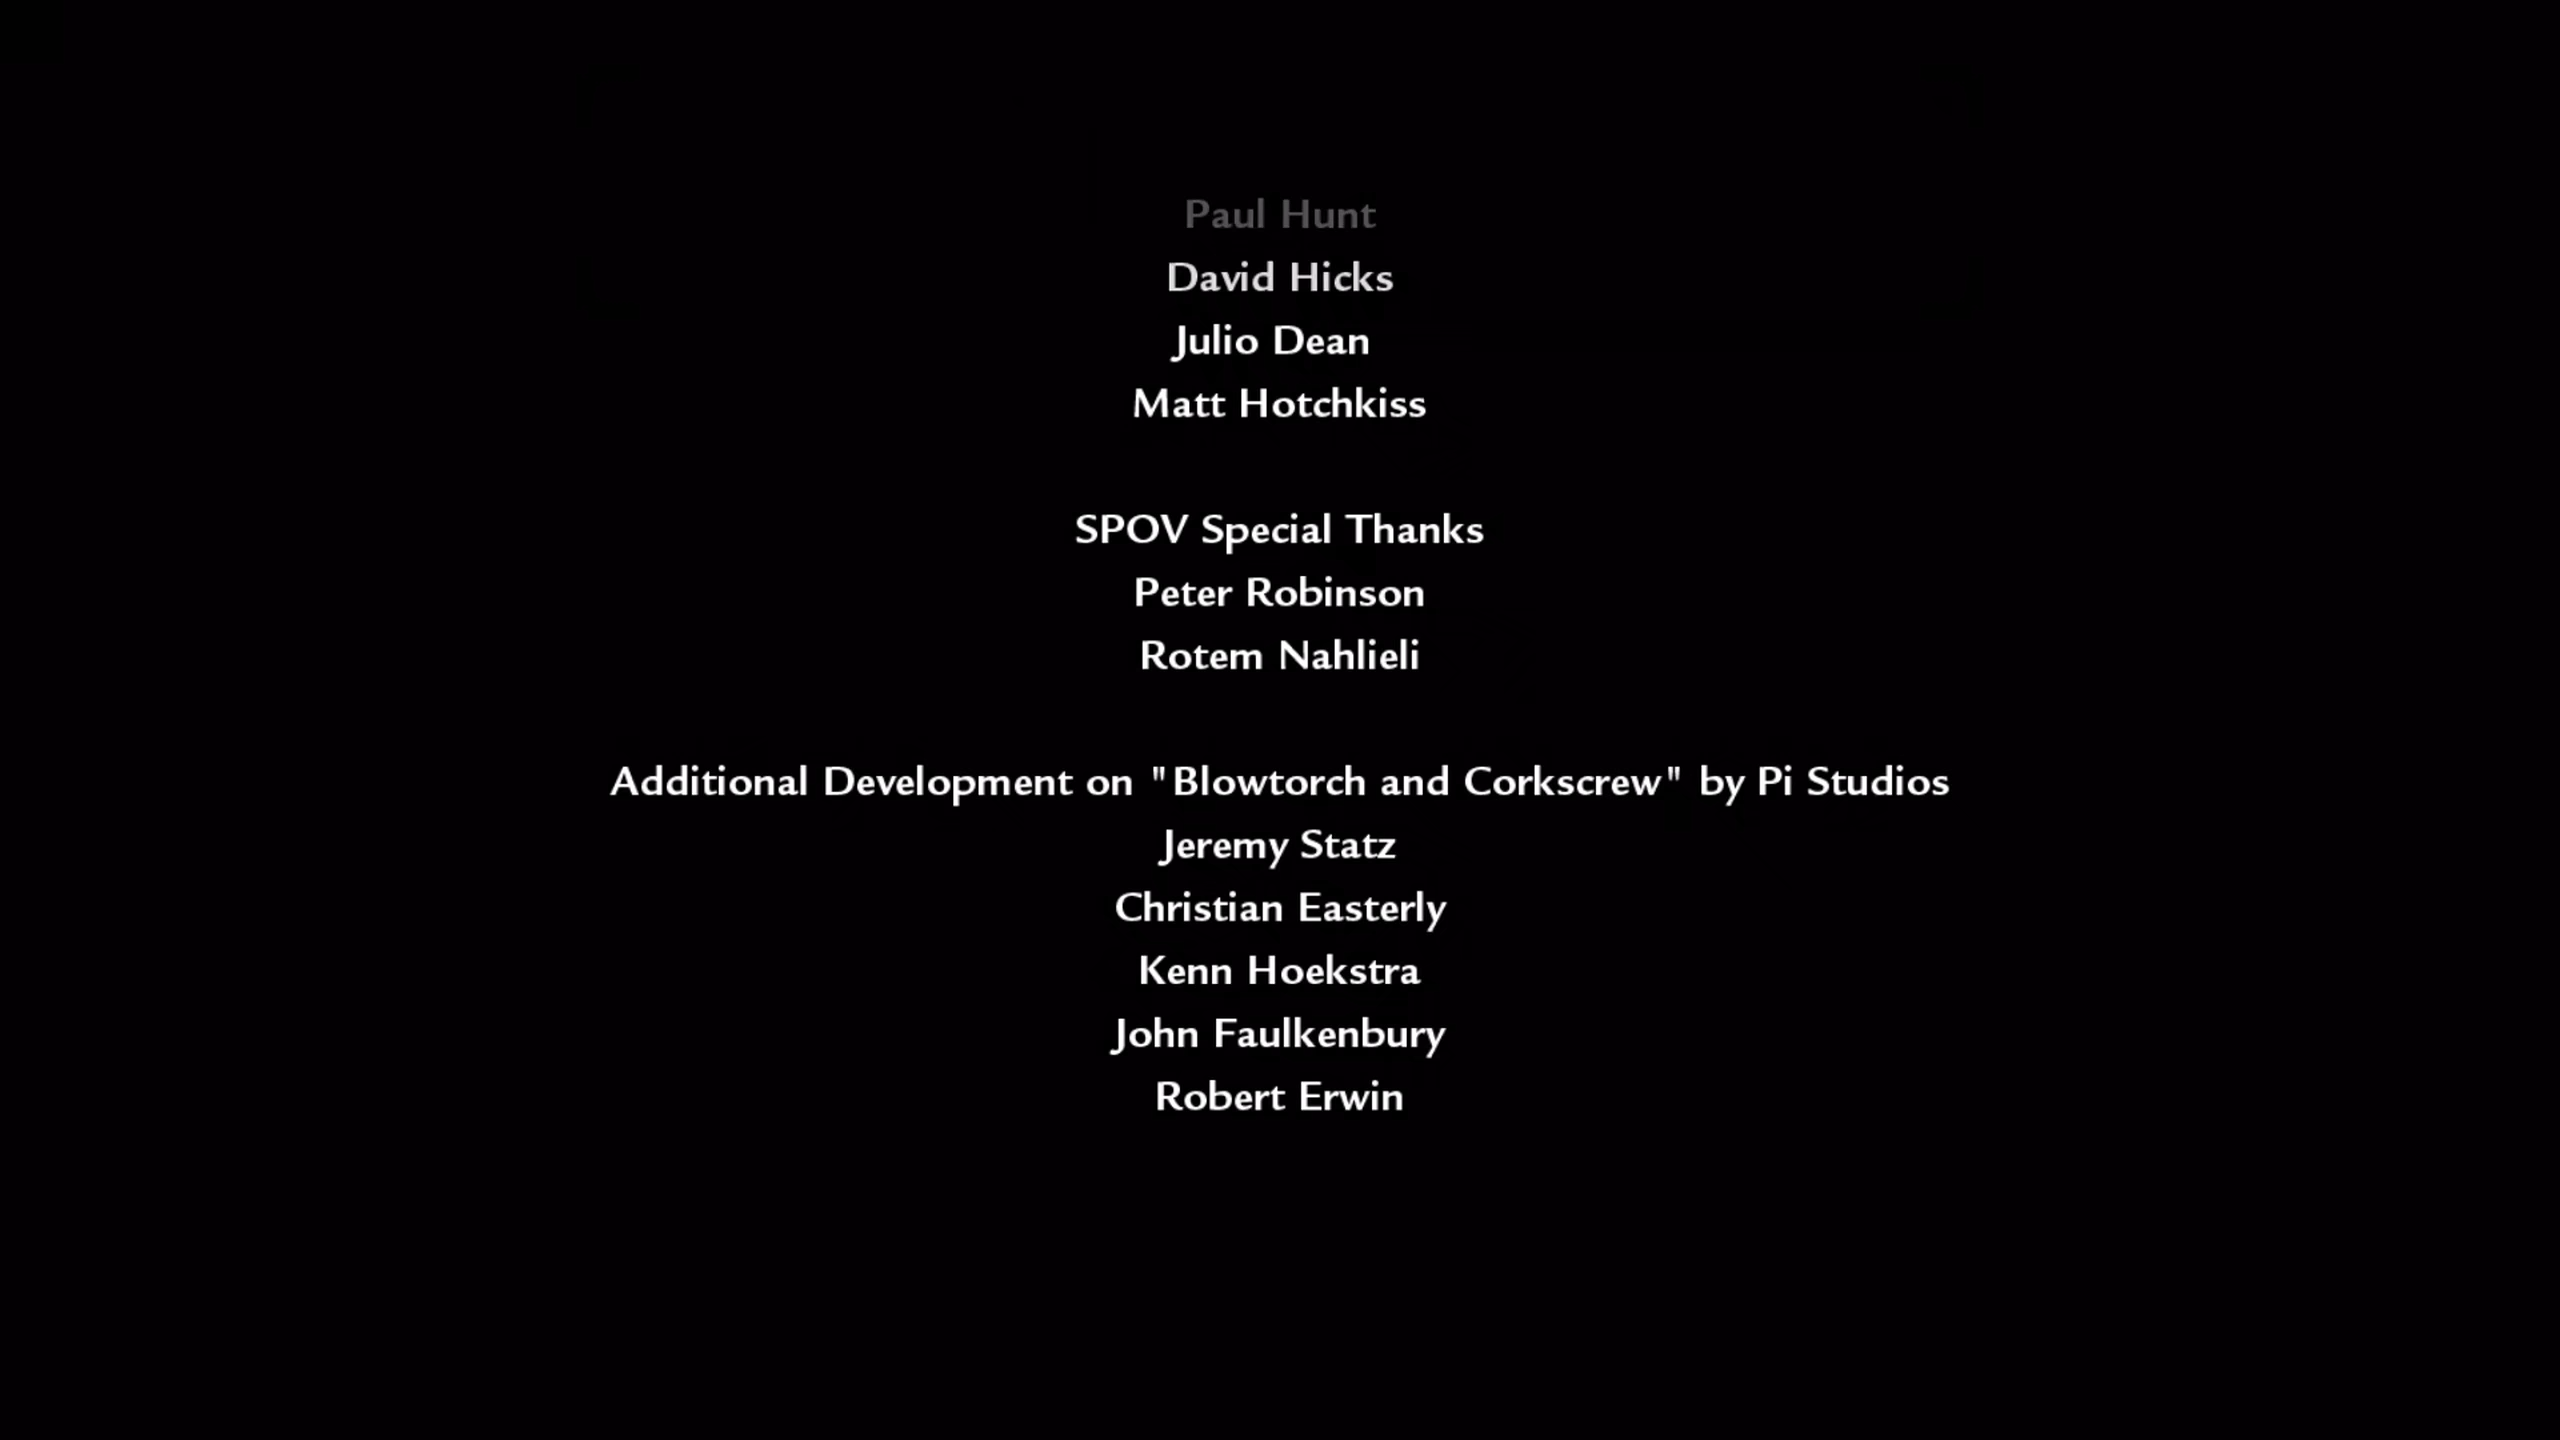 Paul Hunt
David Hicks
Julio Dean
Matt Hotchkiss
SPOV Special Thanks
Peter Robinson
Rotem Nahlieli
Additional Development on "Blowtorch and Corkscrew" by Pi Studios
Jeremy Statz
Christian Easterly
Kenn Hoekstra
John Faulkenbury
Robert Erwin